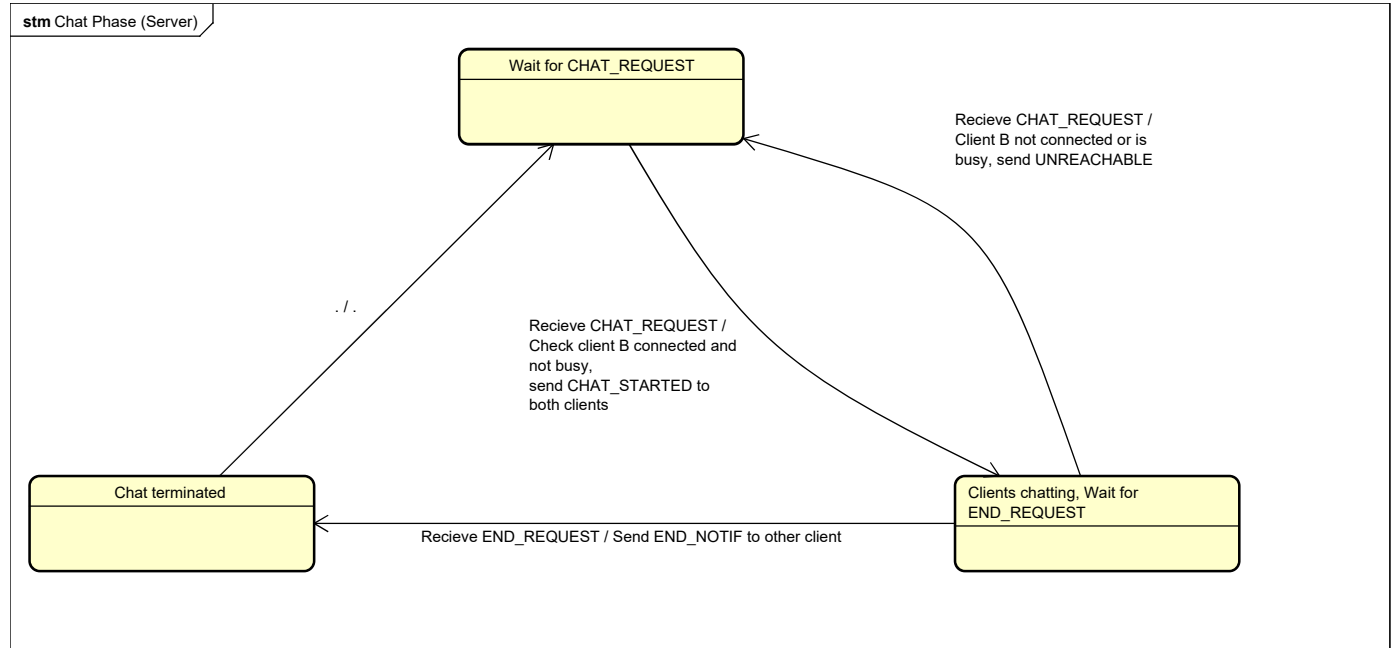 stm Chat Phase (Server)
Wait for CHAT_REQUEST
Recieve CHAT_REQUEST /
Client B not connected or is
busy, send UNREACHABLE
. / .
Recieve CHAT_REQUEST /
Check client B connected and
not busy,
send CHAT_STARTED to
both clients
Chat terminated
Clients chatting, Wait for
END_REQUEST
Recieve END_REQUEST / Send END_NOTIF to other client